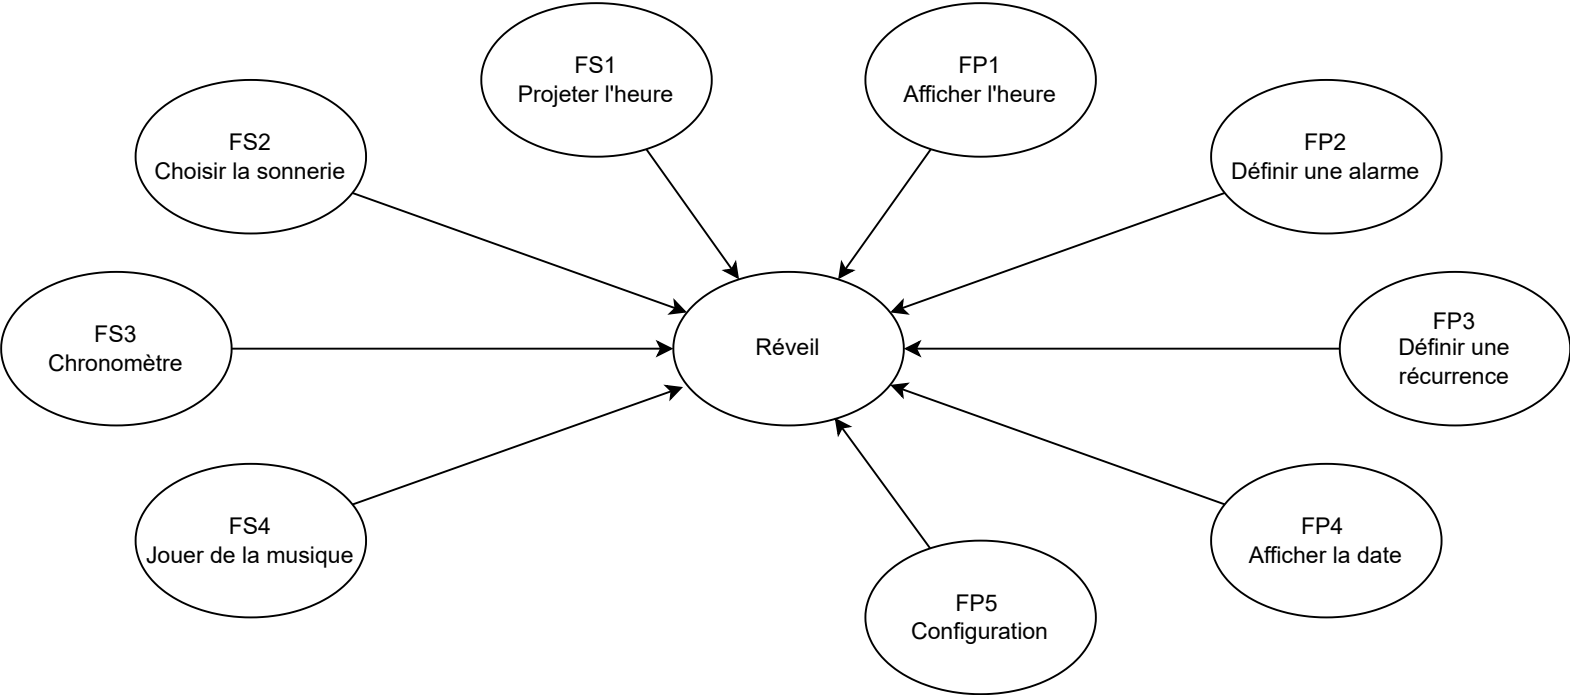 FS1
Projeter l'heure
FP1
Afficher l'heure
FS2
Choisir la sonnerie
FP2
Définir une alarme
FS3
Chronomètre
Réveil
FP3
Définir une
récurrence
FS4
Jouer de la musique
FP4
Afficher la date
FP5
Configuration